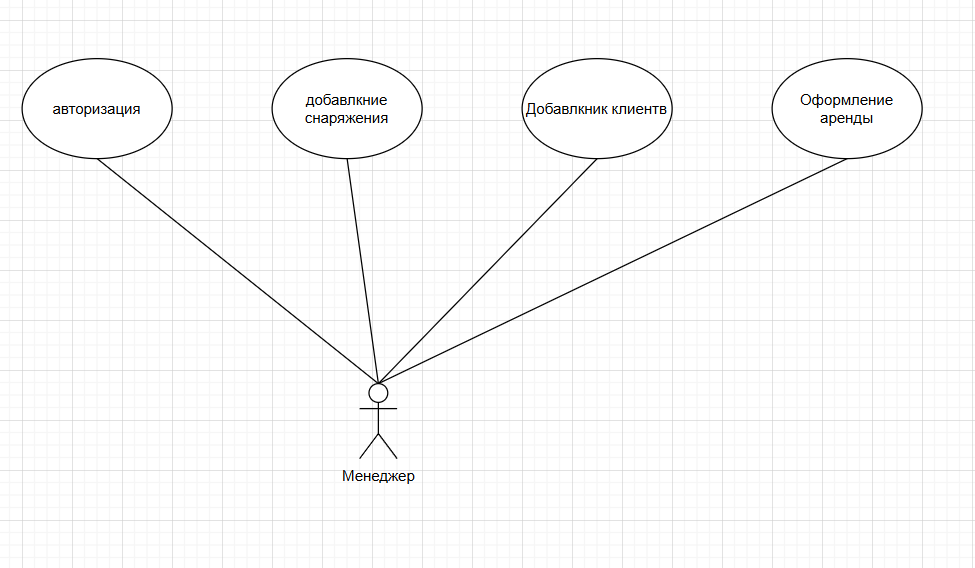 авторизация
добавлкние
снаряжения
Добавлкник клиентв
Оформление
аренды
Менеджер